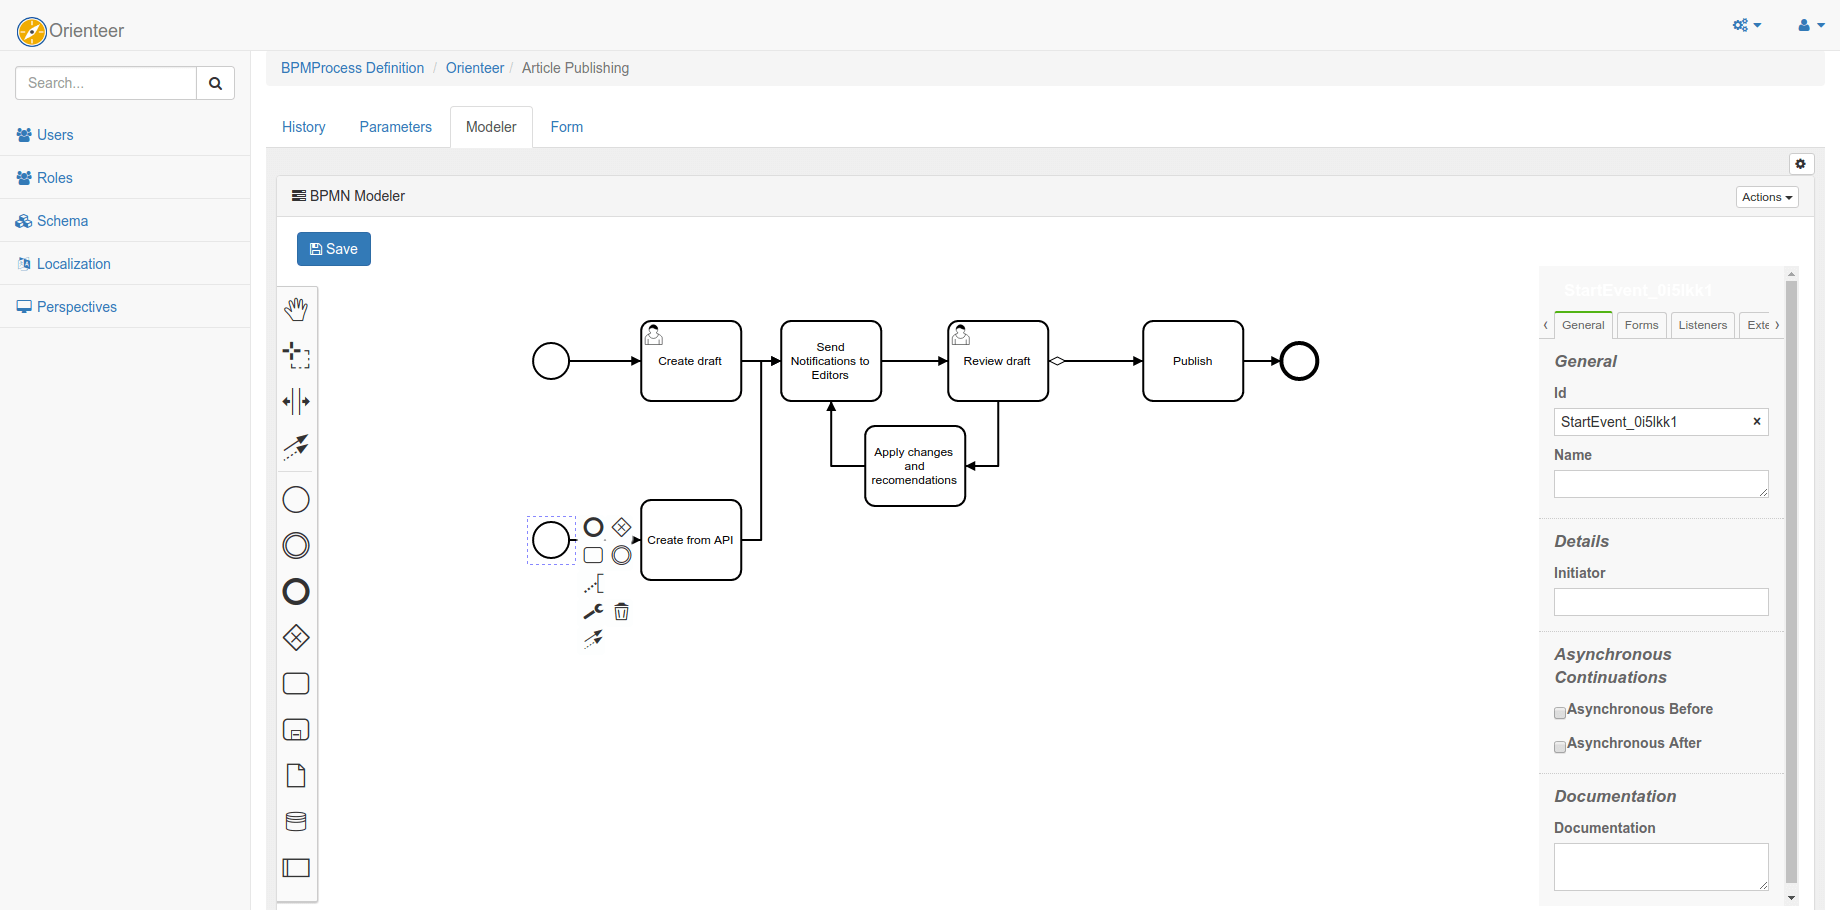 Orienteer
Search...
Users
Roles
Schema
Localization
Perspectives
BPMProcess Definition / Orienteer / Article Publishing
History
Parameters
Modeler
Form
BPMN Modeler
Actions
Save
Create draft
Send
Notifications to
Editors
Review draft
Publish
Apply changes
and
recomendations
Create from API
StartEvent_0i5lkk1
General
Forms
Listeners
Exte
General
Id
StartEvent_0i5lkk1
Name
Details
Initiator
Asynchronous
Continuations
Asynchronous Before
Asynchronous After
Documentation
Documentation